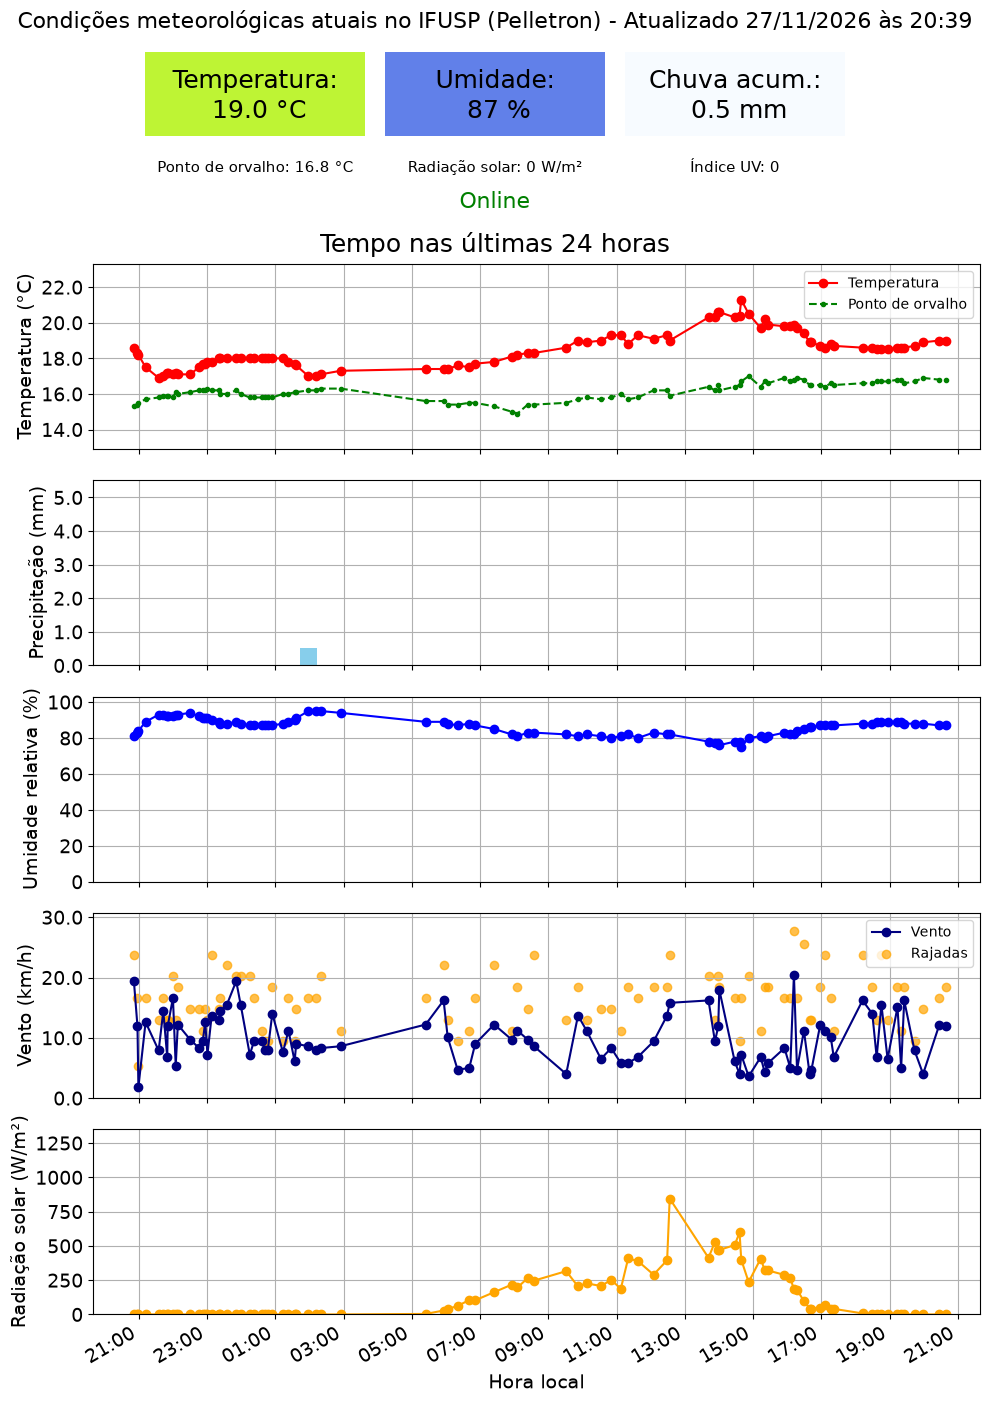 Condições meteorológicas atuais no IFUSP (Pelletron) - Atualizado 27/11/2026 às 20:39
Temperatura:
19.0 °C
Umidade:
87 %
Chuva acum.:
0.5 mm
Ponto de orvalho: 16.8 °C
Radiação solar: 0 W/m²
Índice UV: 0
Online
Tempo nas últimas 24 horas
Temperatura (°C)
22.0
20.0
18.0
16.0
14.0
Temperatura
Ponto de orvalho
Precipitação (mm)
5.0
4.0
3.0
2.0
1.0
0.0
Umidade relativa (%)
100
80
60
40
20
0
Vento (km/h)
30.0
20.0
10.0
0.0
Vento
Rajadas
Radiação solar (W/m²)
1250
1000
750
500
250
0
21:00
23:00
01:00
03:00
05:00
07:00
09:00
11:00
13:00
15:00
17:00
19:00
21:00
Hora local